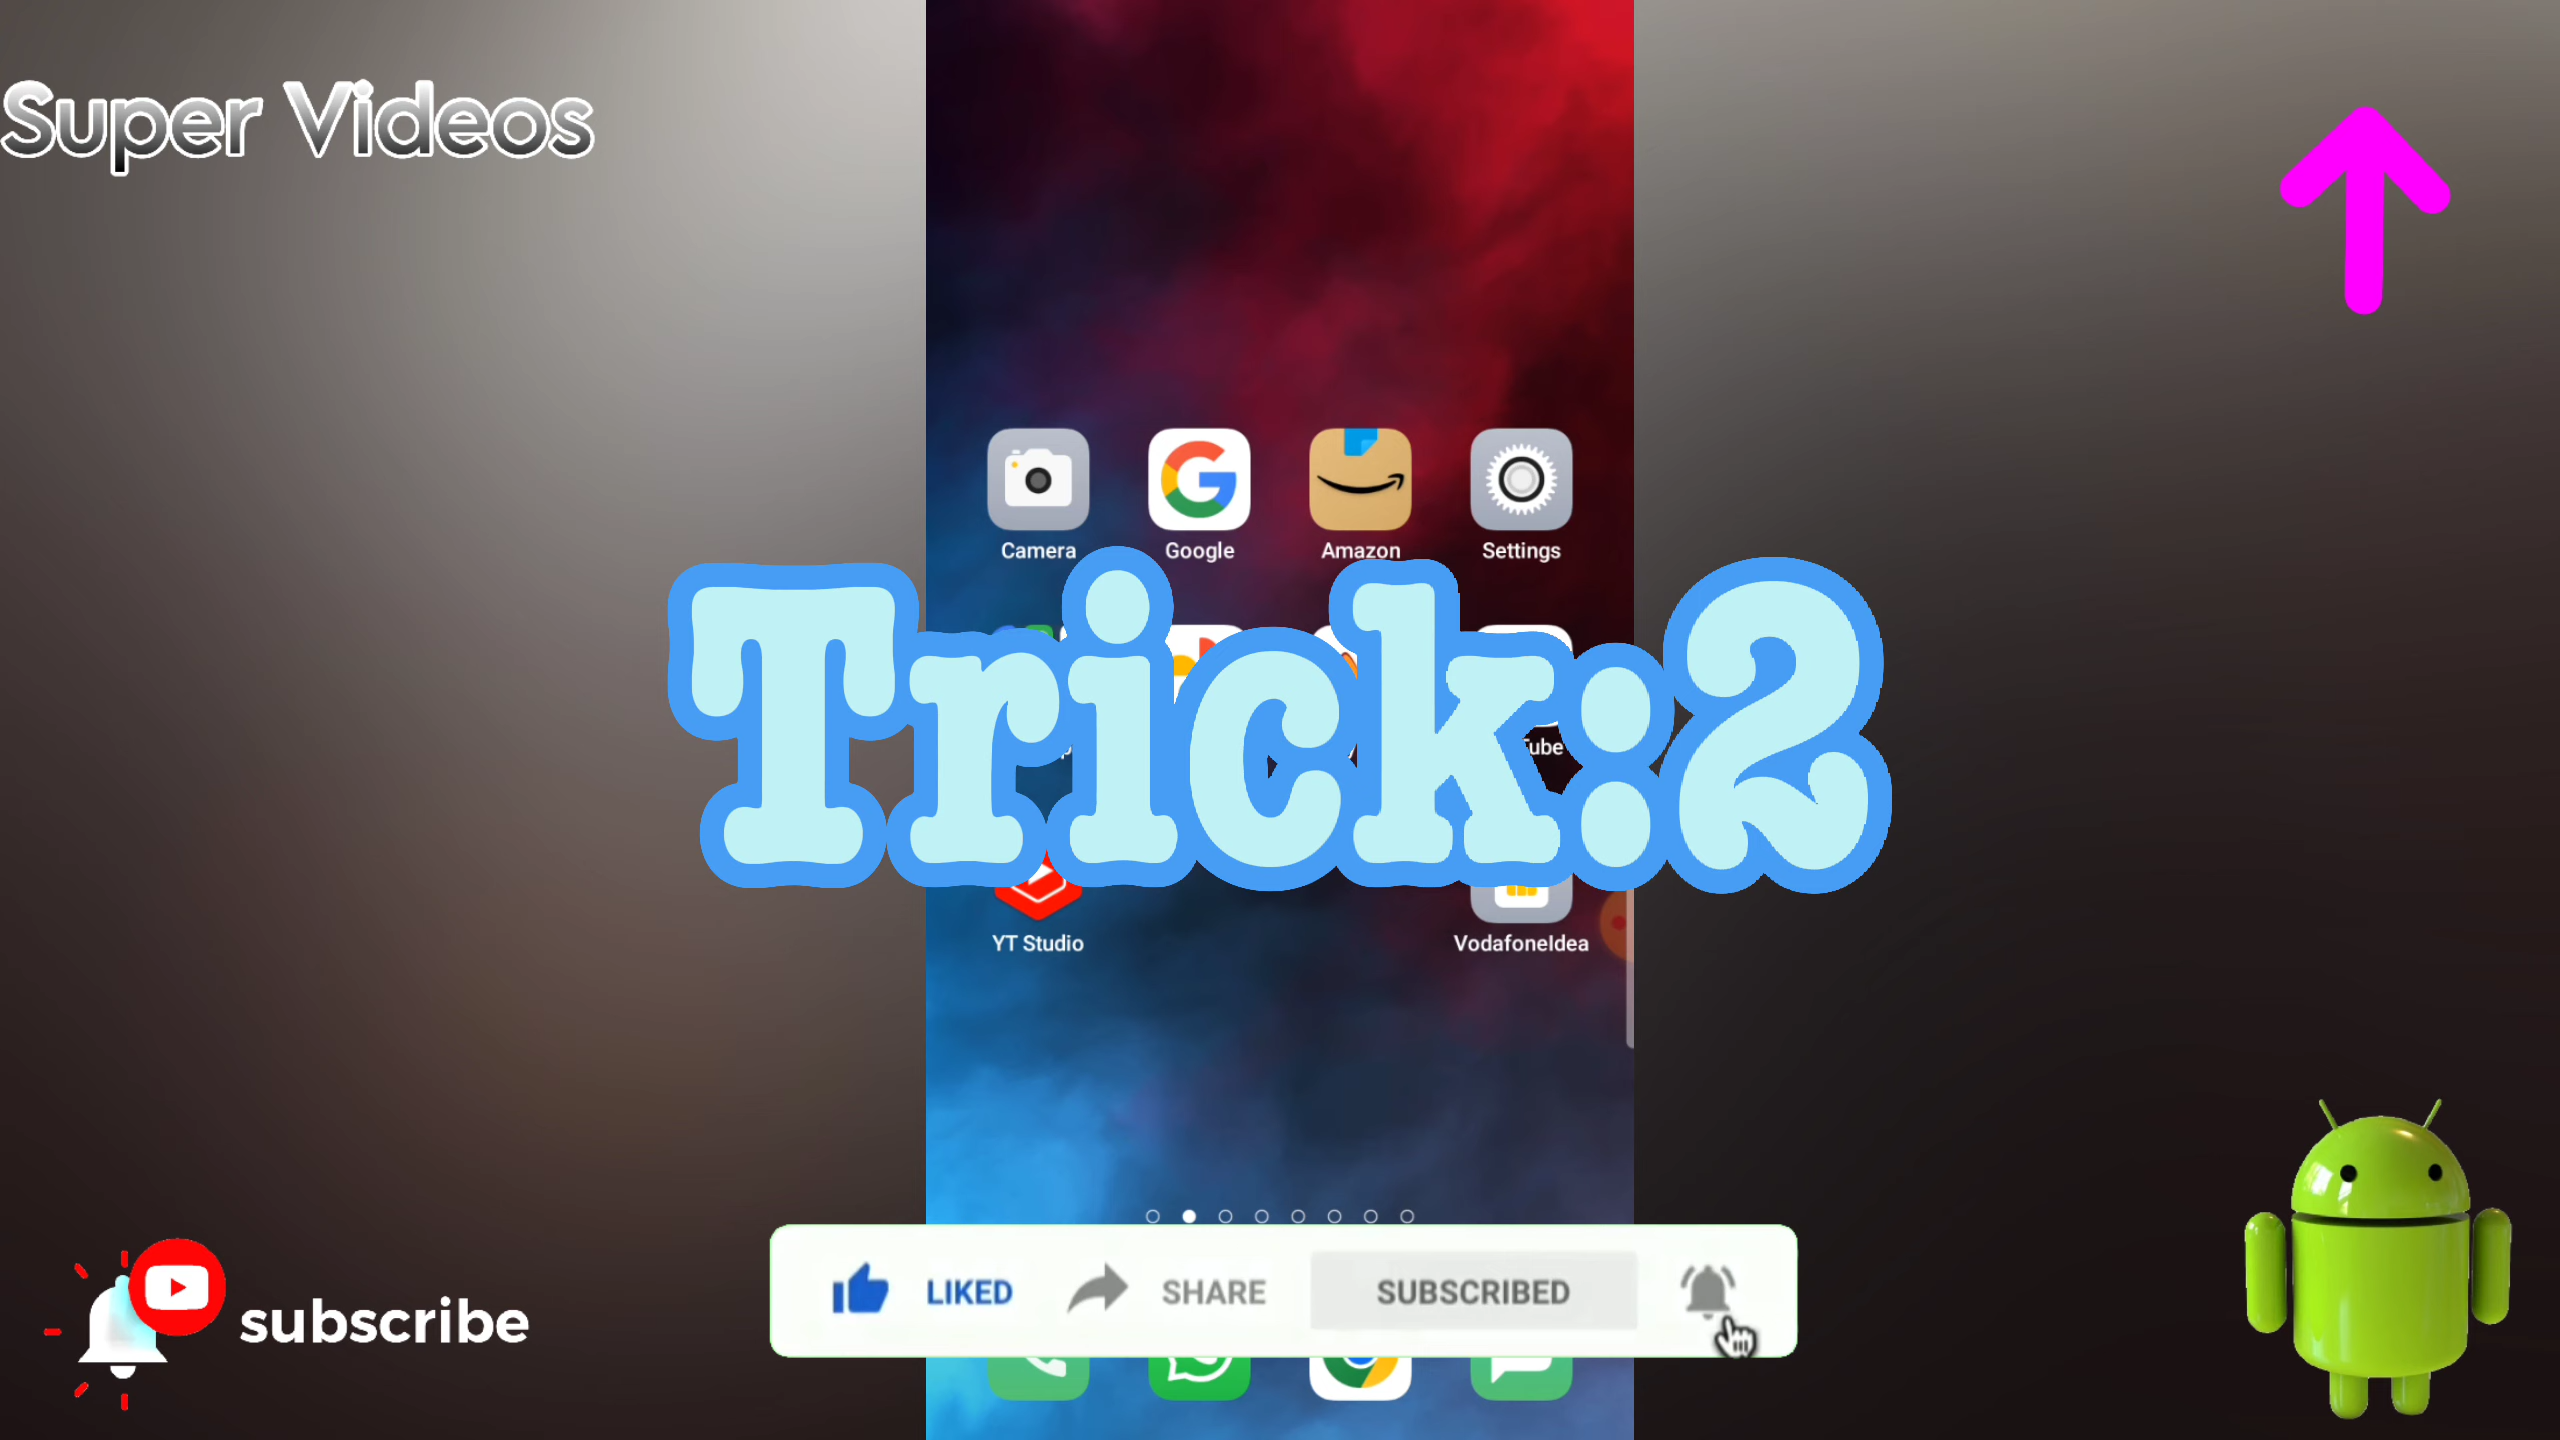 Super Videos
Camera
Google
Amazon
Settings
Trick:2
YT Studio
VodafoneIdea
LIKED
SHARE
SUBSCRIBED
subscribe